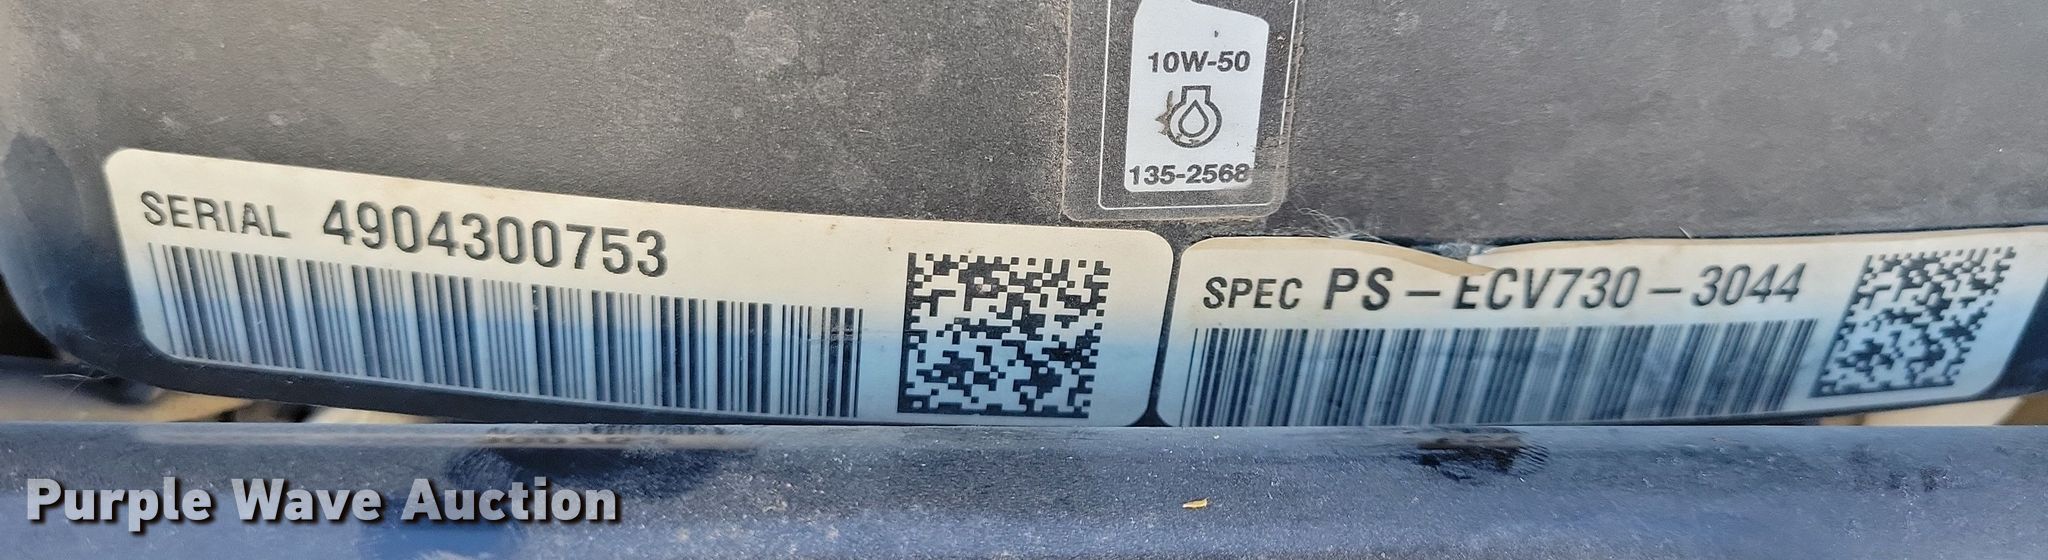 10W-50
135-2568
SERIAL 4904300753
SPEC PS-ECV730-3044
Purple Wave Auction